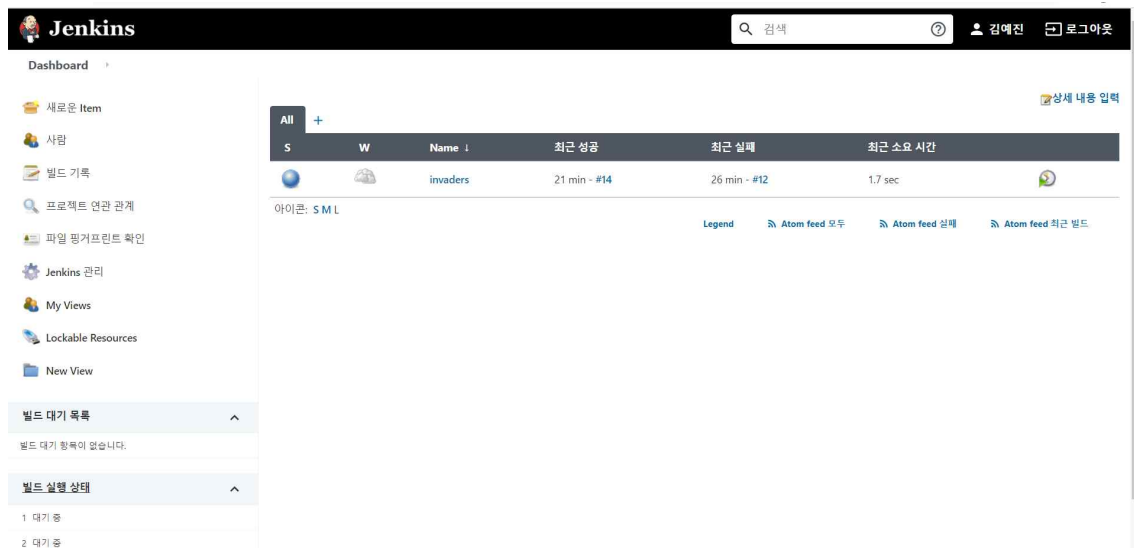 Jenkins
검색
김예진
로그아웃
Dashboard
상세 내용 입력
새로운 Item
사람
빌드 기록
프로젝트 연관 관계
파일 핑거프린트 확인
Jenkins 관리
My Views
Lockable Resources
New View
빌드 대기 목록
빌드 대기 항목이 없습니다.
빌드 실행 상태
1 대기 중
2 대기 중
All +
S W Name ↓ 최근 성공 최근 실패 최근 소요 시간
invaders 21 min - #14 26 min - #12 1.7 sec
아이콘: S M L
Legend Atom feed 모두 Atom feed 실패 Atom feed 최근 빌드